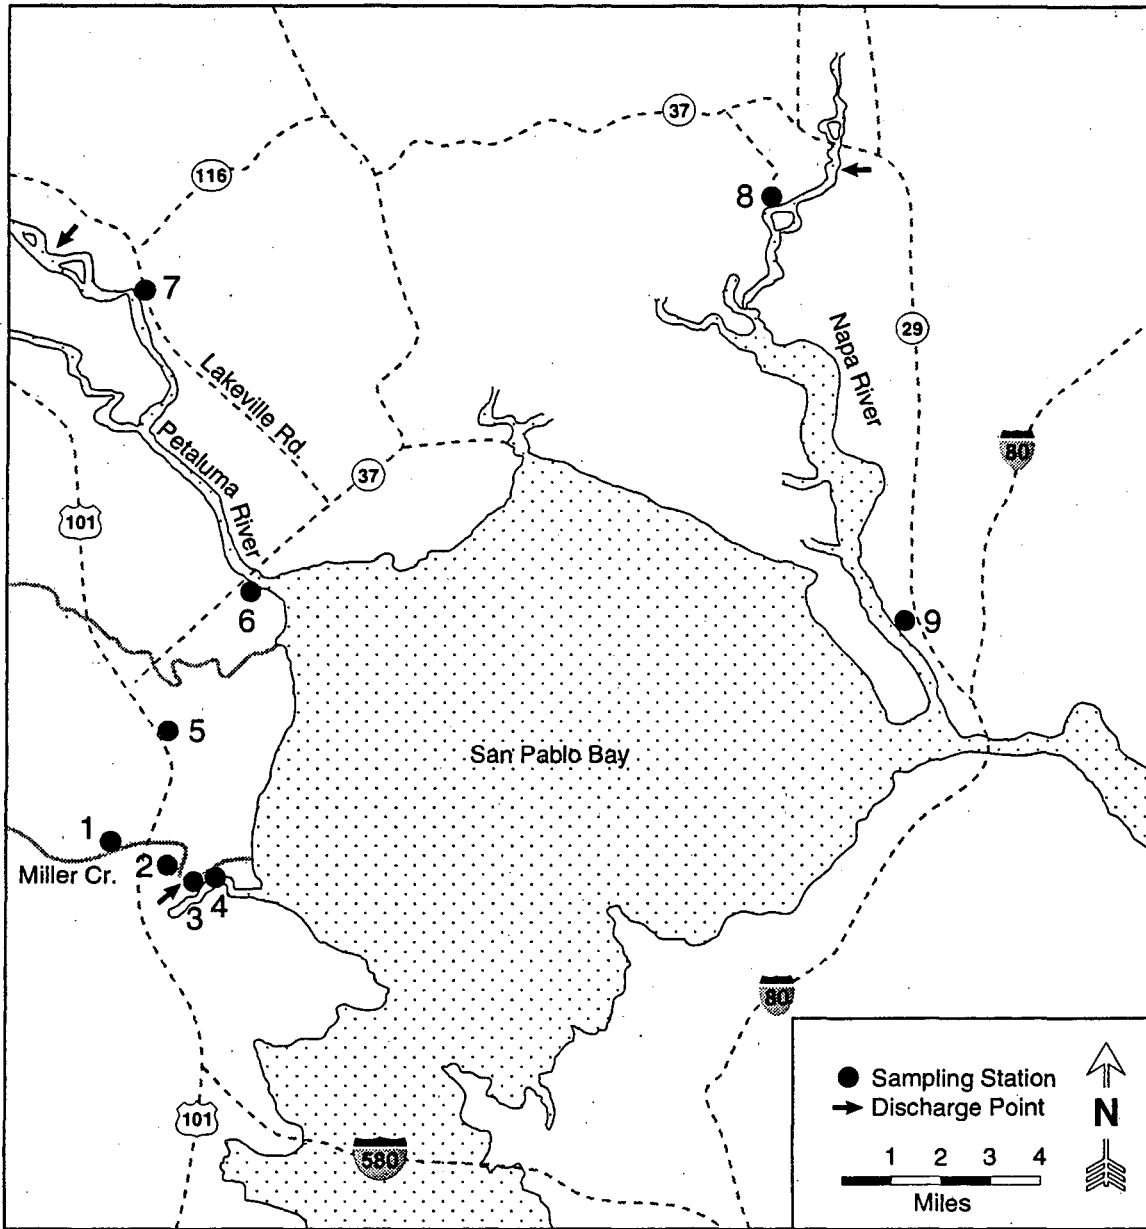 37
116
8
7
Napa River
29
Lakeville Rd.
80
Petaluma River
37
101
6
9
5
San Pablo Bay
1
2
Miller Cr.
3
4
80
101
580
Sampling Station
Discharge Point
N
1 2 3 4
Miles